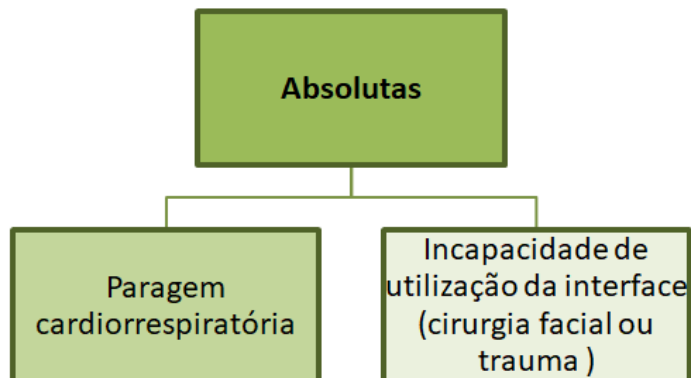 Absolutas
Paragem
cardiorrespiratória
Incapacidade de
utilização da interface
(cirurgia facial ou
trauma )